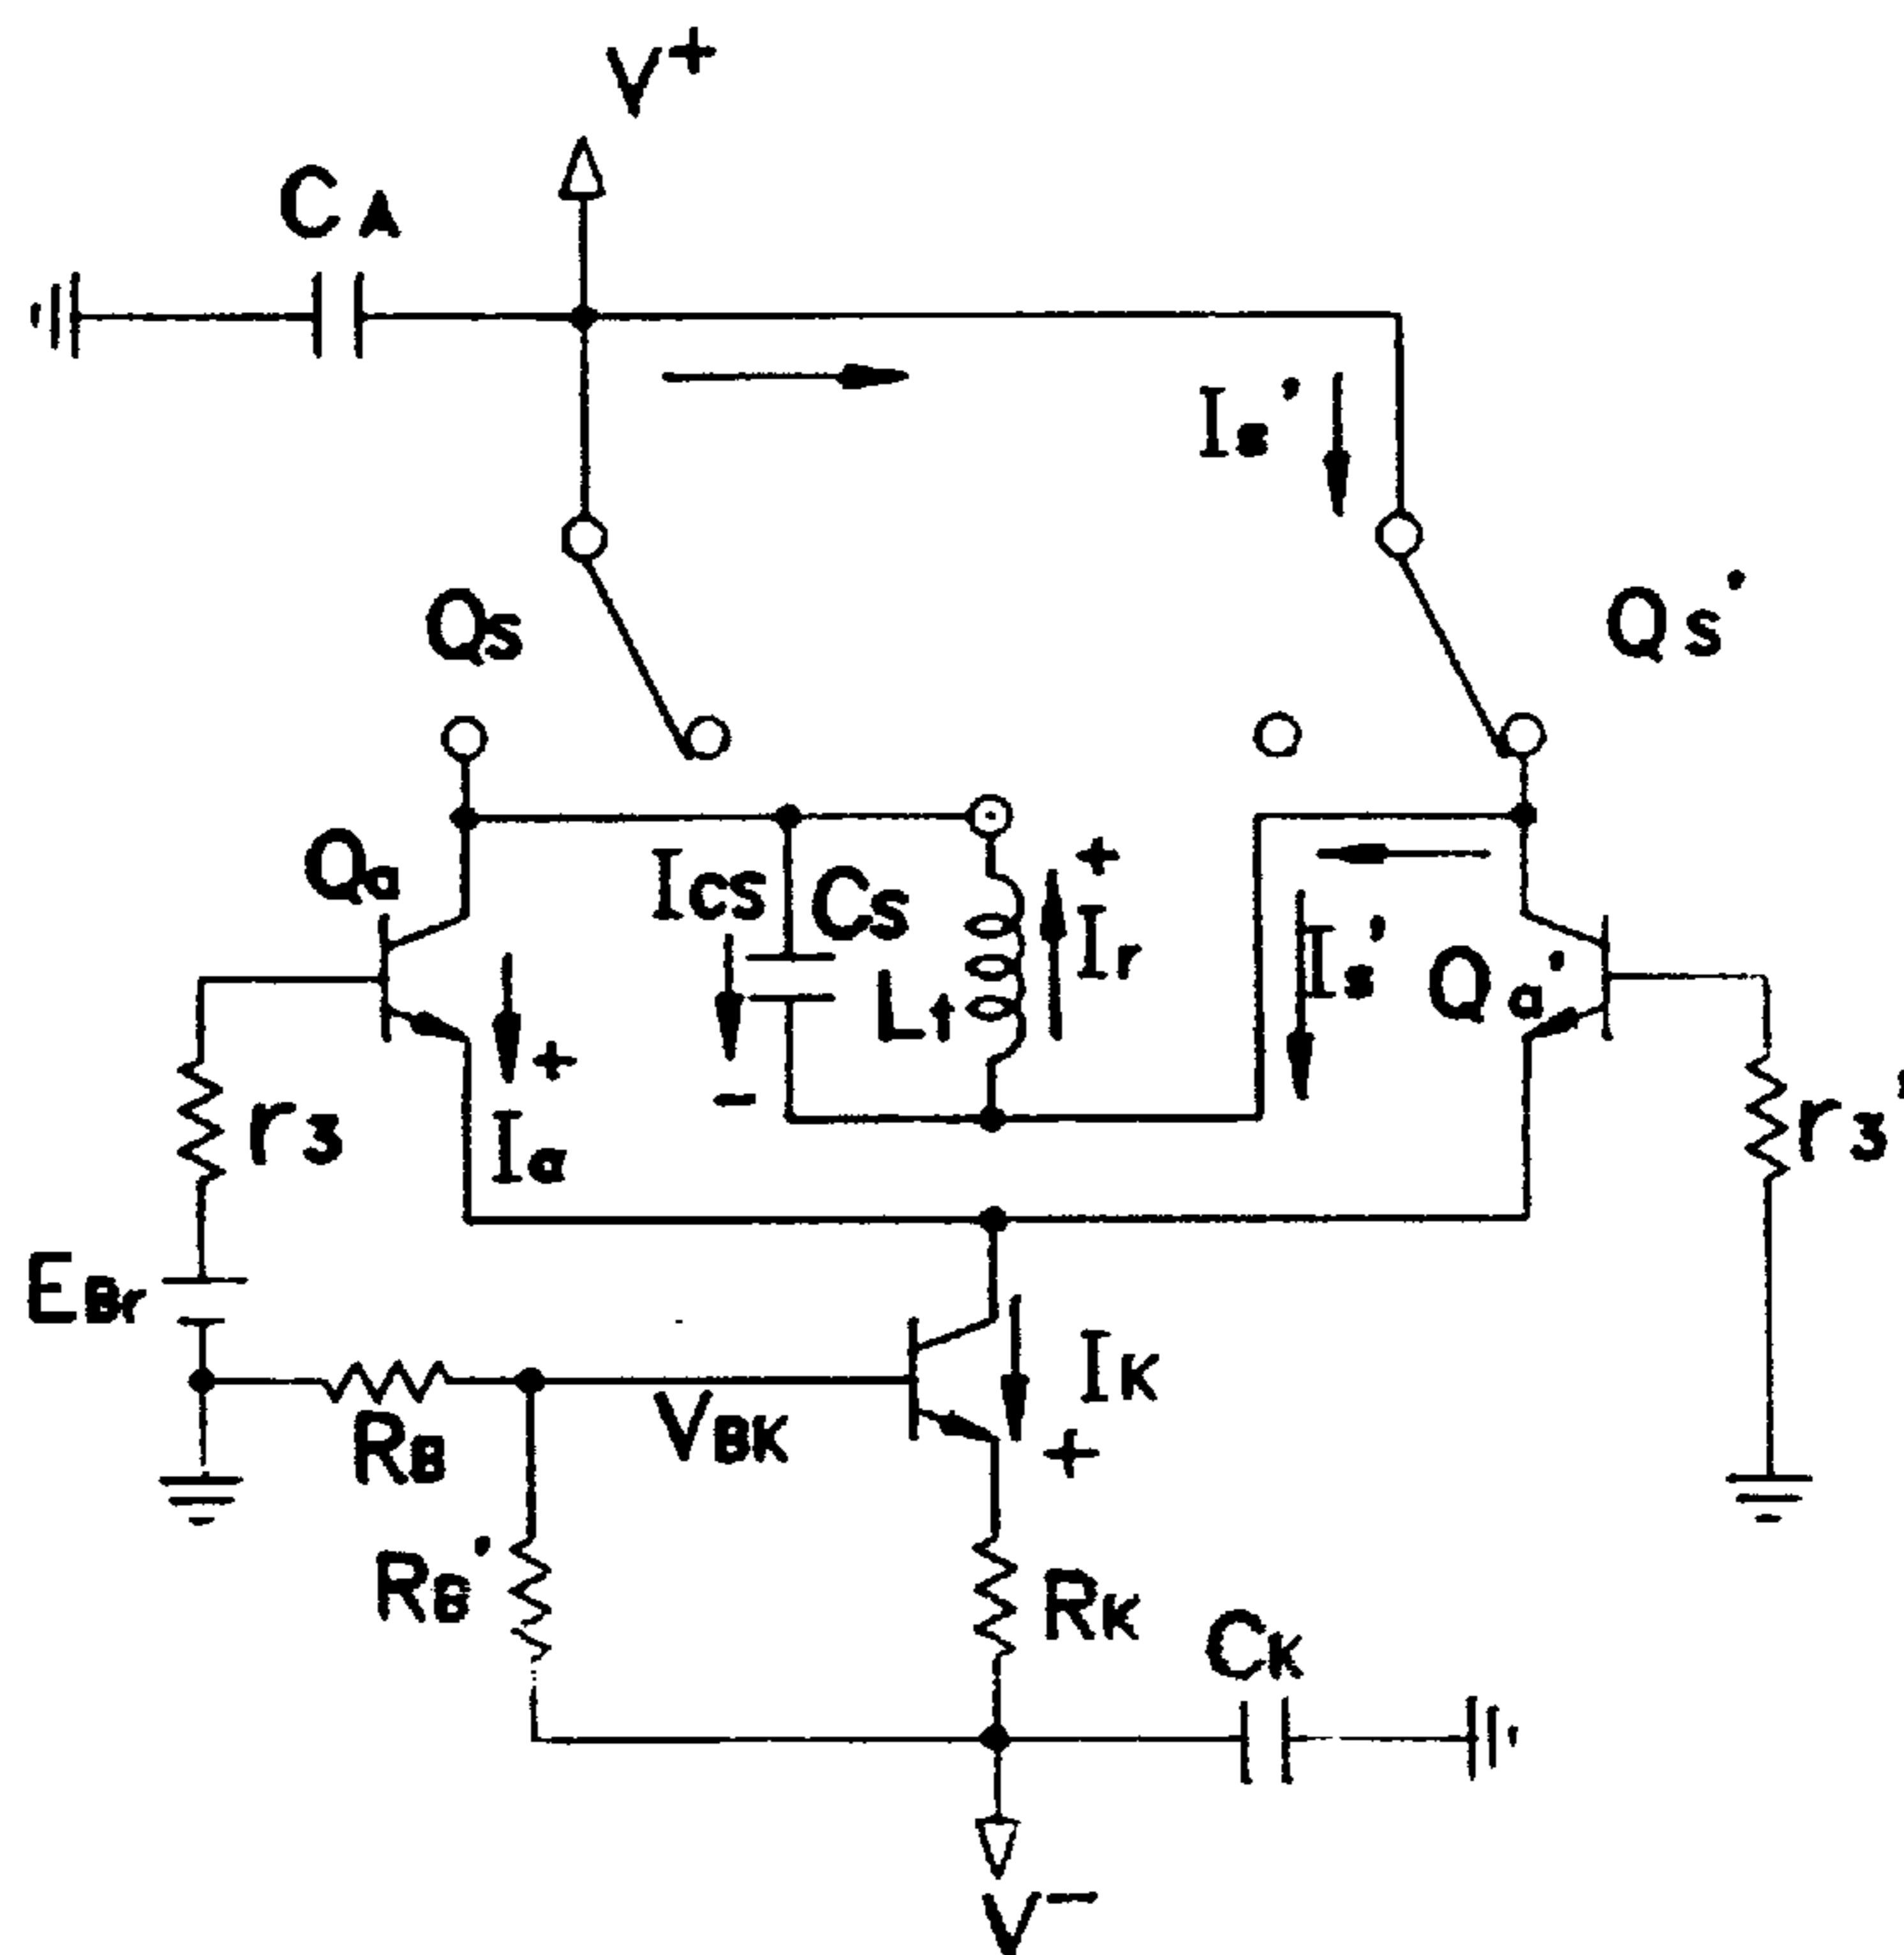 V+
CA
Is'
Qs
Qs'
Qa
Ics
Cs
+
Ir
Lt
Is'
Qa'
-
+
Ia
r3
r3'
EBr
IK
+
RB
VBK
RB'
RK
CK
V-